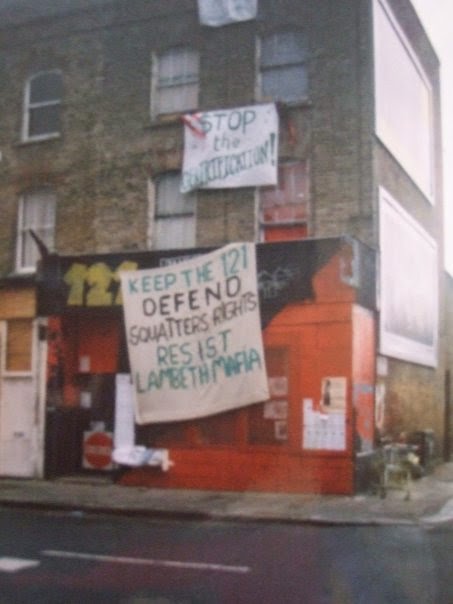 STOP
the
GENTRIFICATION!
121
KEEP THE 121
DEFEND
SQUATTERS RIGHTS
RESIST
LAMBETH MAFIA